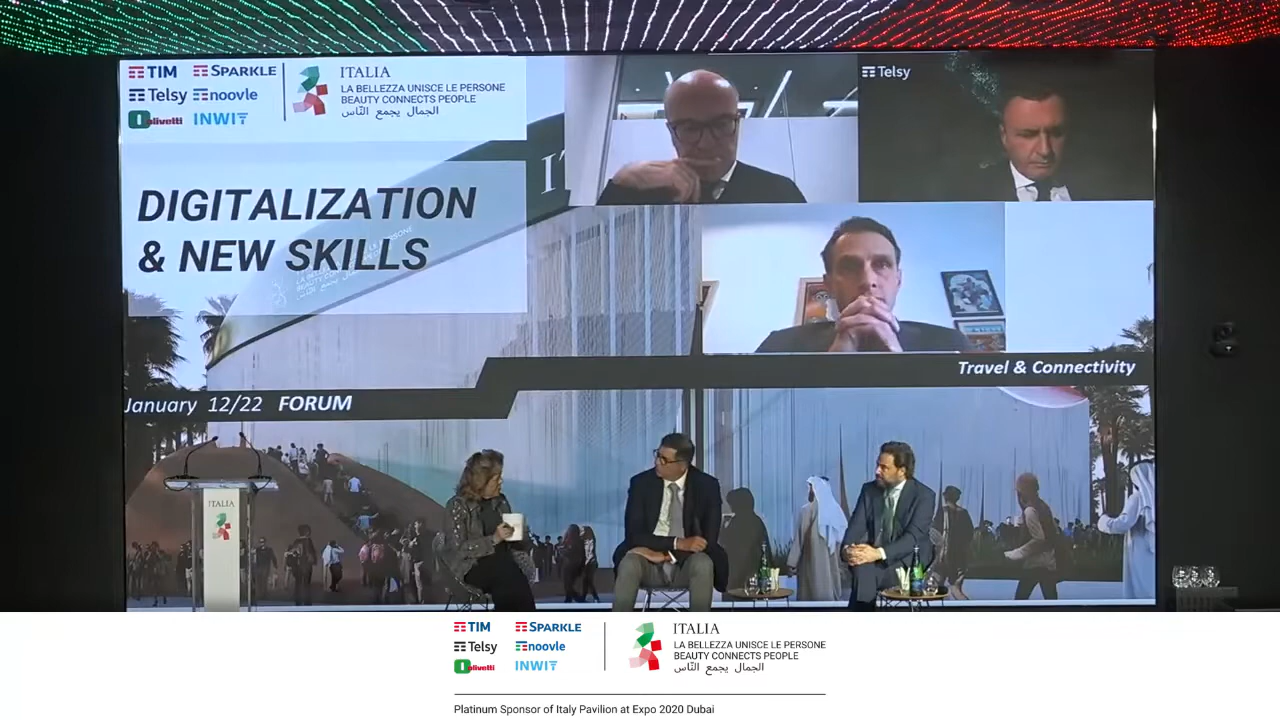 TIM SPARKLE
Telsy noovle
Olivetti INWIT
ITALIA
LA BELLEZZA UNISCE LE PERSONE
BEAUTY CONNECTS PEOPLE
الجمال يجمع النّاس
Telsy
DIGITALIZATION
& NEW SKILLS
Travel & Connectivity
January 12/22 FORUM
ITALIA
TIM SPARKLE
Telsy noovle
Olivetti INWIT
ITALIA
LA BELLEZZA UNISCE LE PERSONE
BEAUTY CONNECTS PEOPLE
الجمال يجمع النّاس
Platinum Sponsor of Italy Pavilion at Expo 2020 Dubai